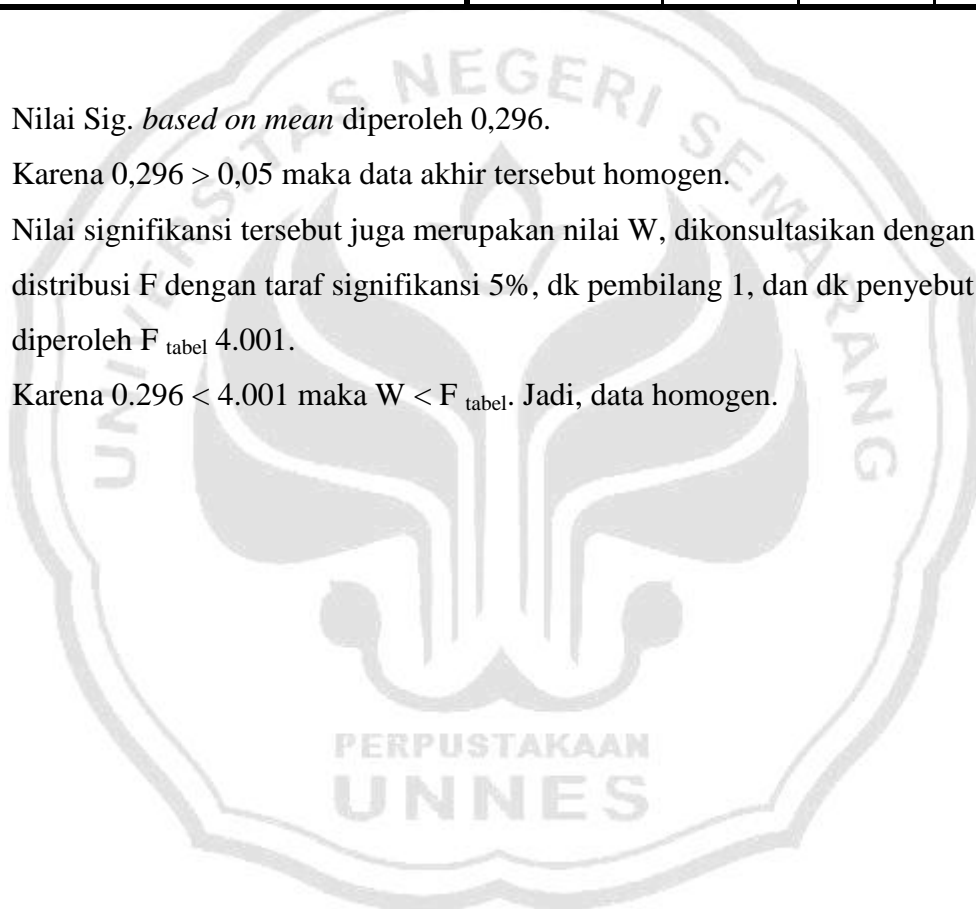 Nilai Sig. based on mean diperoleh 0,296.
Karena 0,296 > 0,05 maka data akhir tersebut homogen.
Nilai signifikansi tersebut juga merupakan nilai W, dikonsultasikan dengan
distribusi F dengan taraf signifikansi 5%, dk pembilang 1, dan dk penyebut
diperoleh F tabel 4.001.
Karena 0.296 < 4.001 maka W < F tabel. Jadi, data homogen.
UNIVERSITAS NEGERI SEMARANG
PERPUSTAKAAN
UNNES